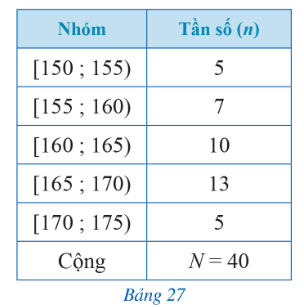 Nhóm Tần số (n)
[150 ; 155) 5
[155 ; 160) 7
[160 ; 165) 10
[165 ; 170) 13
[170 ; 175) 5
Cộng N = 40
Bảng 27